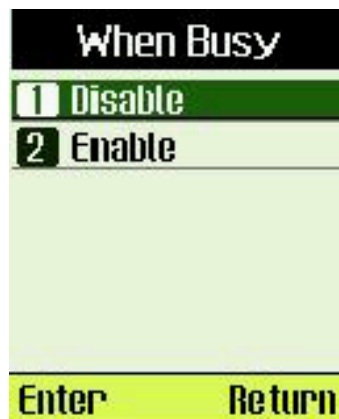 When Busy
1 Disable
2 Enable
Enter Return